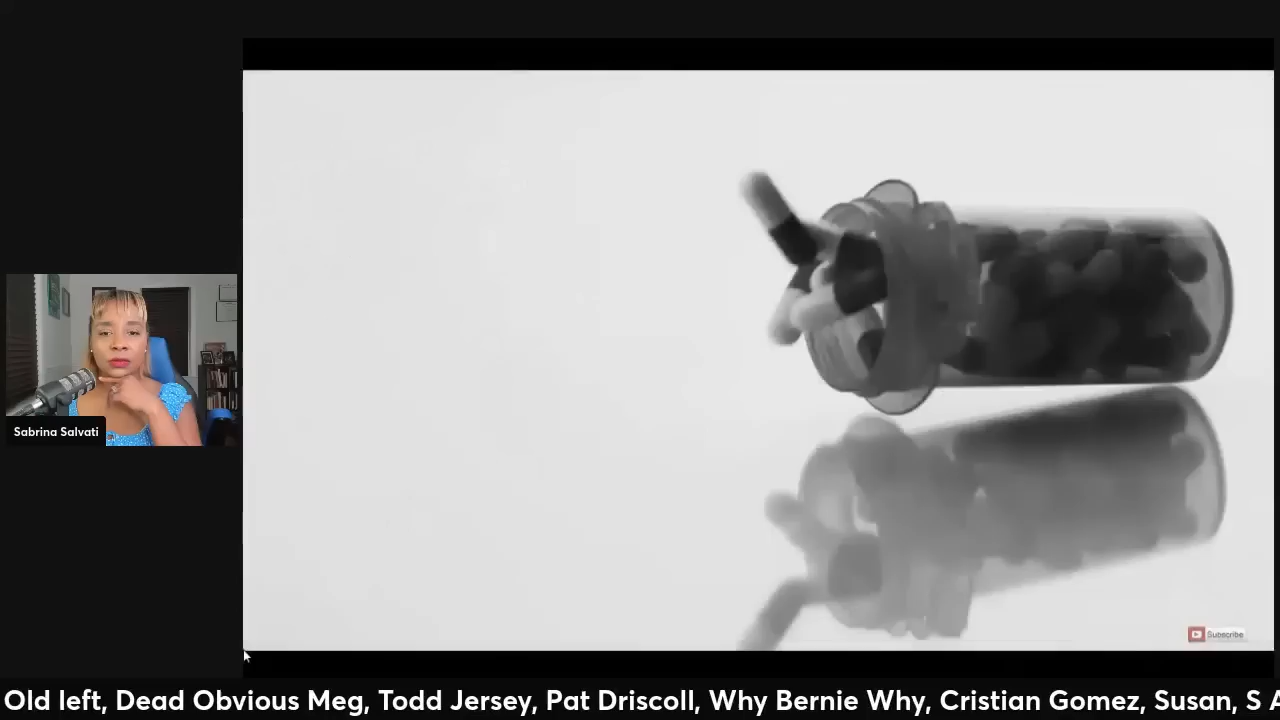 Sabrina Salvati
Subscribe
Old left, Dead Obvious Meg, Todd Jersey, Pat Driscoll, Why Bernie Why, Cristian Gomez, Susan, S A